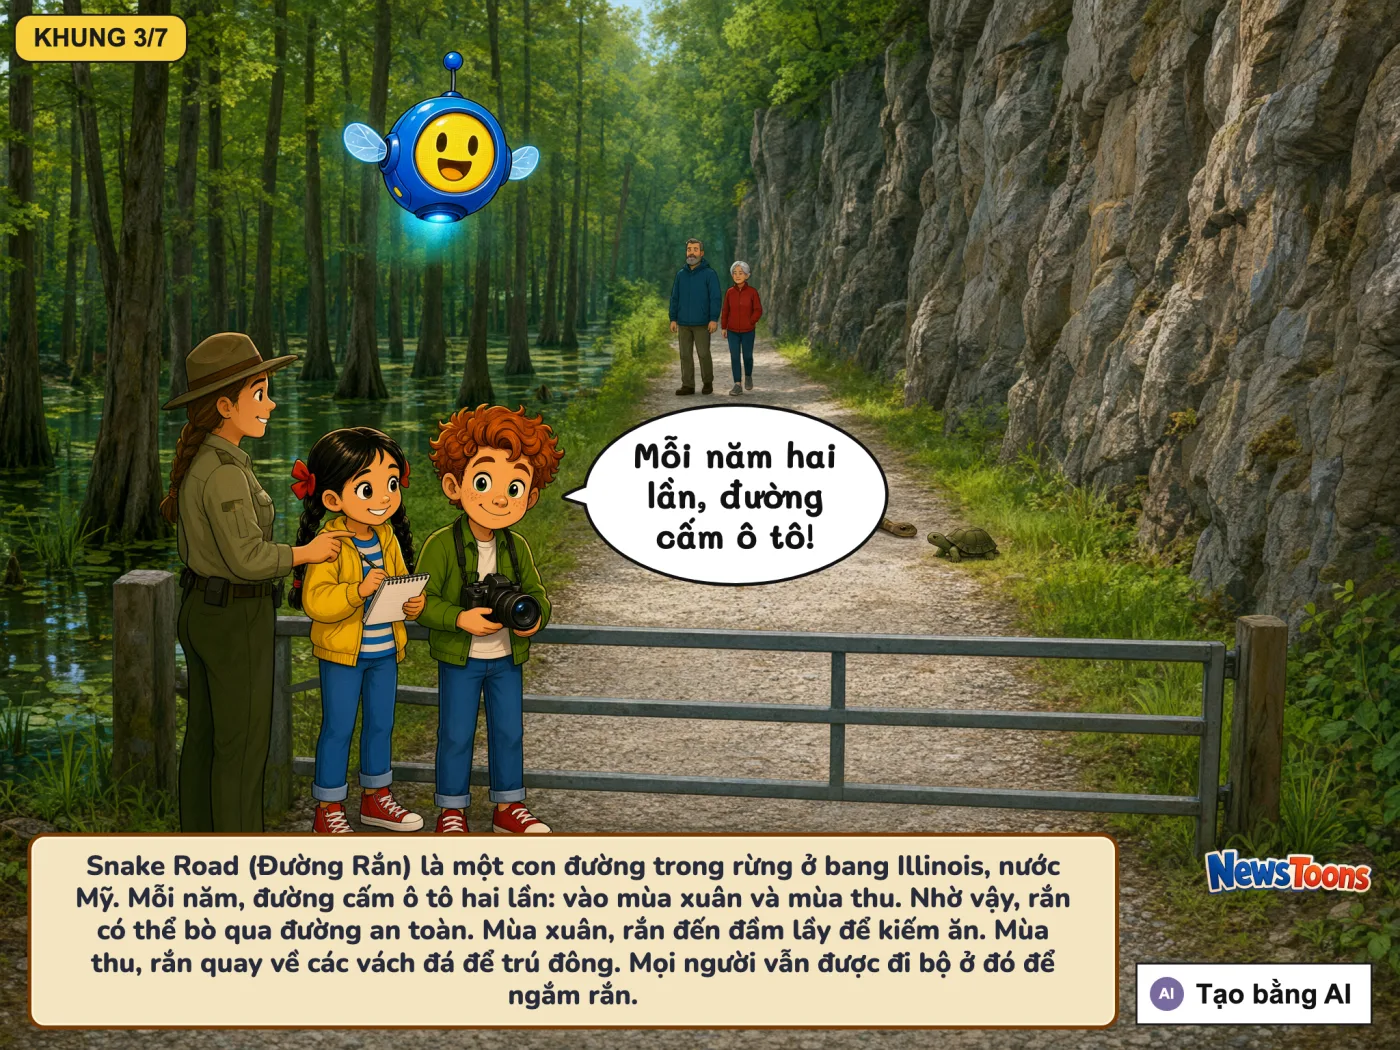 KHUNG 3/7
Mỗi năm hai
lần, đường
cấm ô tô!
Snake Road (Đường Rắn) là một con đường trong rừng ở bang Illinois, nước
Mỹ. Mỗi năm, đường cấm ô tô hai lần: vào mùa xuân và mùa thu. Nhờ vậy, rắn
có thể bò qua đường an toàn. Mùa xuân, rắn đến đầm lầy để kiếm ăn. Mùa
thu, rắn quay về các vách đá để trú đông. Mọi người vẫn được đi bộ ở đó để
ngắm rắn.
NewsToons
AI Tạo bằng AI